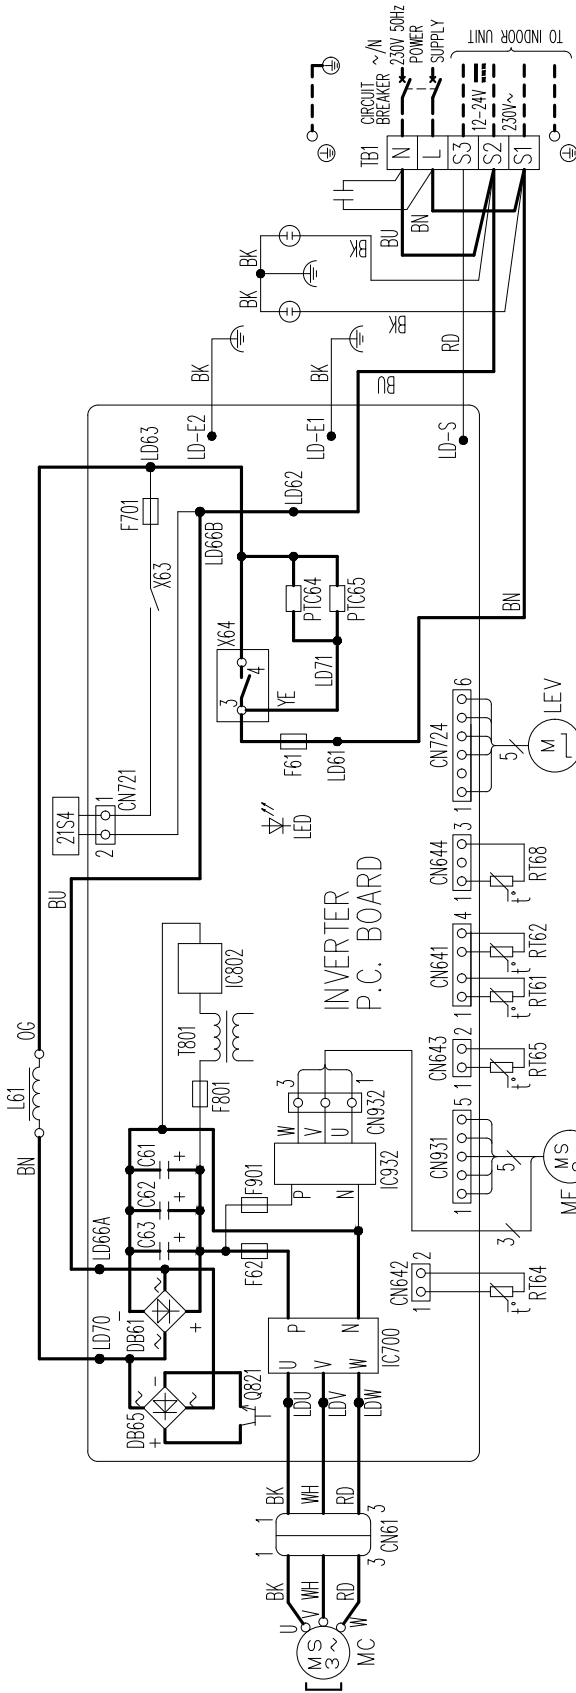 CIRCUIT
BREAKER
~/N
230V 50Hz
POWER
SUPPLY
TO INDOOR UNIT
12-24V
230V~
TB1
N
L
S3
S2
S1
BU
BN
BK
BK
BK
BK
RD
BU
BN
BK
BK
LD-E2
LD-E1
LD-S
LD63
F701
X63
LD66B
LD62
X64
3
4
YE
PTC64
PTC65
LD71
F61
LD61
21S4
2
1
CN721
LED
INVERTER
P.C. BOARD
BN
L61
OG
BU
IC802
T801
F801
LD66A
LD70
C63
C62
C61
+
+
+
DB61
~
~
-
+
DB65
+
-
~
~
Q821
F62
F901
P
N
W
V
U
IC932
3
1
CN932
U
V
W
P
N
IC700
LDU
LDV
LDW
BK
WH
RD
1
1
3
3
CN61
BK
WH
RD
U
V
W
MS
3~
MC
CN642
1
2
t°
RT64
3
CN931
1
5
5
MS
MF
CN643
1
2
t°
RT65
CN641
1
4
t°
RT61
t°
RT62
CN644
1
3
t°
RT68
CN724
1
6
5
M
LEV